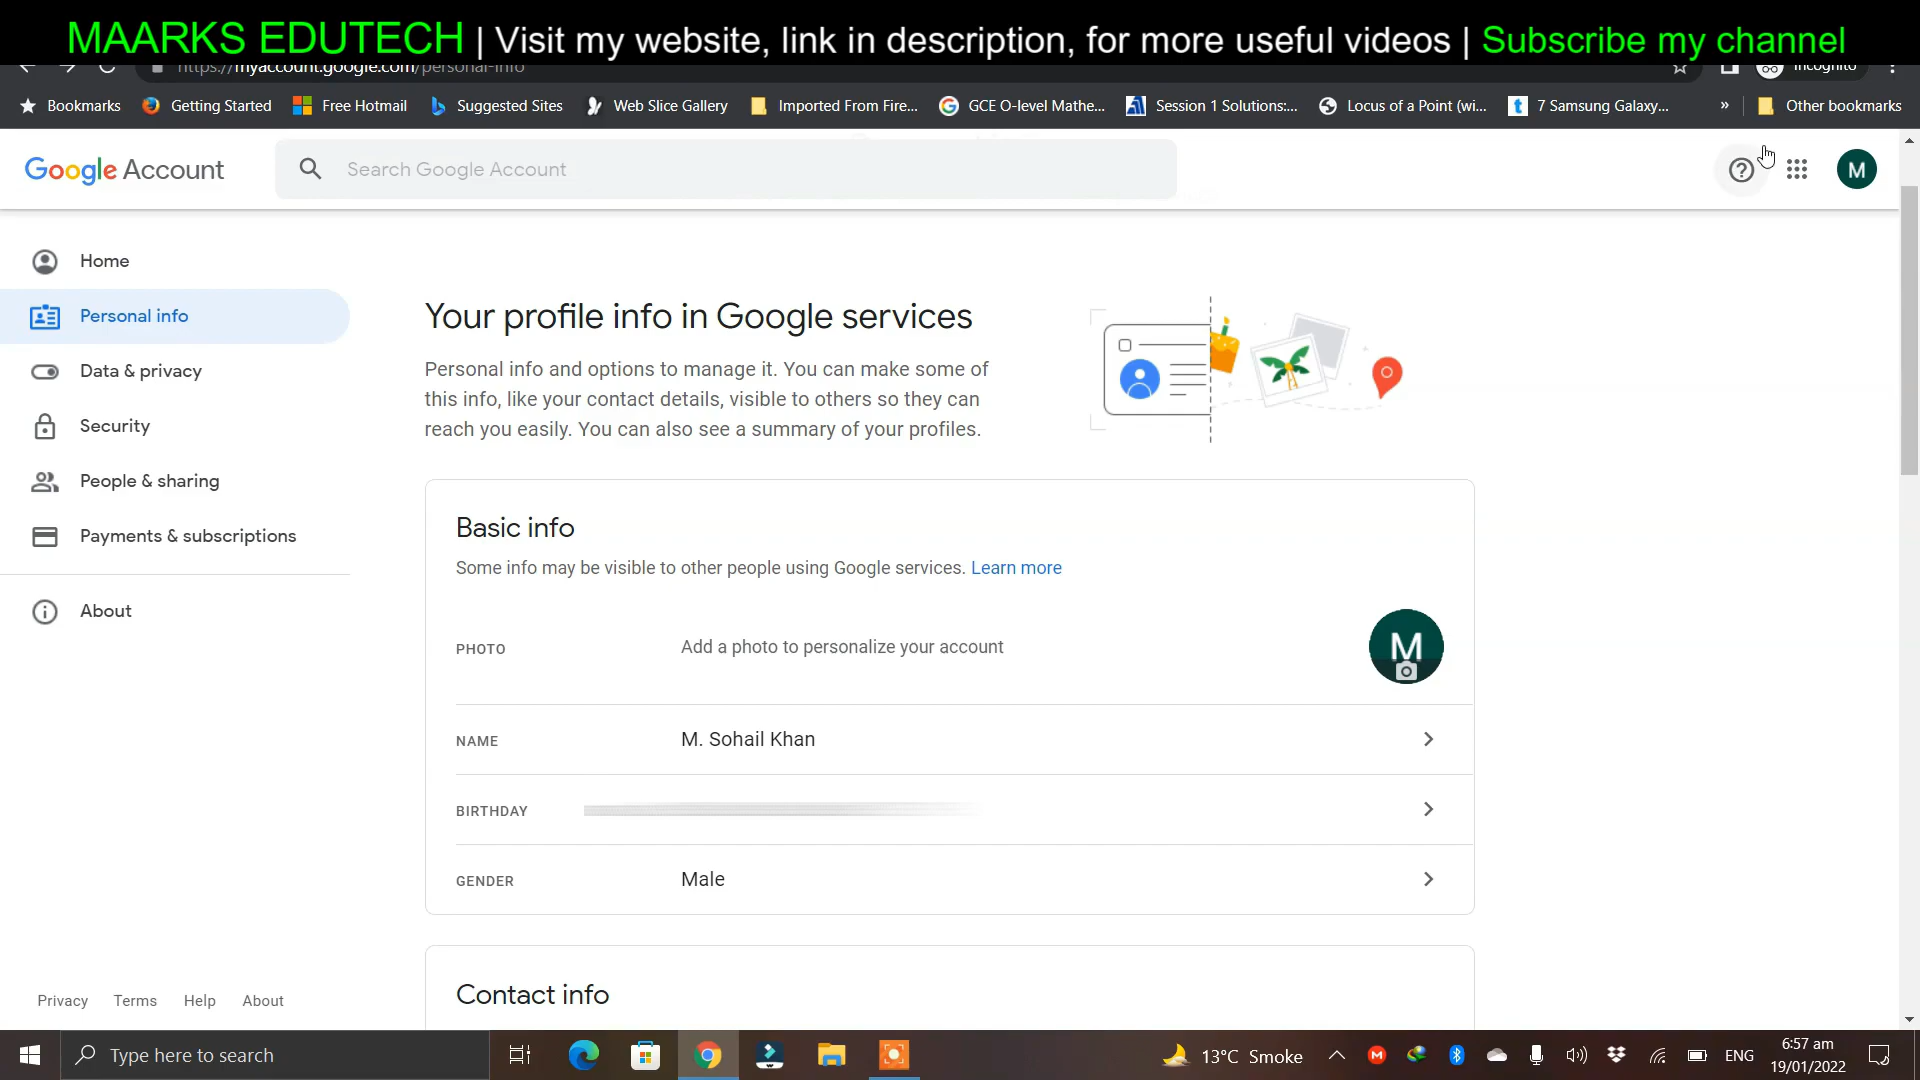 MAARKS EDUTECH | Visit my website, link in description, for more useful videos | Subscribe my channel
https://myaccount.google.com/personal-info
Incognito
Bookmarks Getting Started Free Hotmail Suggested Sites Web Slice Gallery Imported From Fire... GCE O-level Mathe... Session 1 Solutions:... Locus of a Point (wi... 7 Samsung Galaxy... » Other bookmarks
Google Account
Search Google Account
M
Home
Personal info
Data & privacy
Security
People & sharing
Payments & subscriptions
About
Your profile info in Google services
Personal info and options to manage it. You can make some of
this info, like your contact details, visible to others so they can
reach you easily. You can also see a summary of your profiles.
Basic info
Some info may be visible to other people using Google services. Learn more
PHOTO Add a photo to personalize your account M
NAME M. Sohail Khan
BIRTHDAY
GENDER Male
Contact info
Privacy Terms Help About
Type here to search
13°C Smoke
ENG
6:57 am
19/01/2022